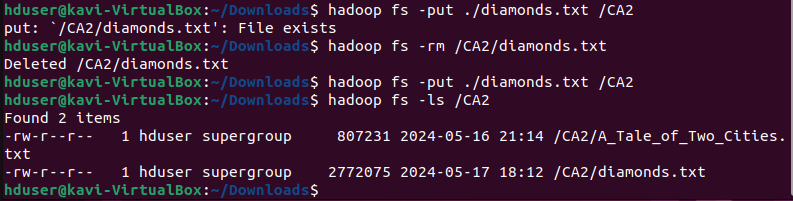 hduser@kavi-VirtualBox:~/Downloads$ hadoop fs -put ./diamonds.txt /CA2
put: `/CA2/diamonds.txt': File exists
hduser@kavi-VirtualBox:~/Downloads$ hadoop fs -rm /CA2/diamonds.txt
Deleted /CA2/diamonds.txt
hduser@kavi-VirtualBox:~/Downloads$ hadoop fs -put ./diamonds.txt /CA2
hduser@kavi-VirtualBox:~/Downloads$ hadoop fs -ls /CA2
Found 2 items
-rw-r--r--   1 hduser supergroup     807231 2024-05-16 21:14 /CA2/A_Tale_of_Two_Cities.
txt
-rw-r--r--   1 hduser supergroup    2772075 2024-05-17 18:12 /CA2/diamonds.txt
hduser@kavi-VirtualBox:~/Downloads$